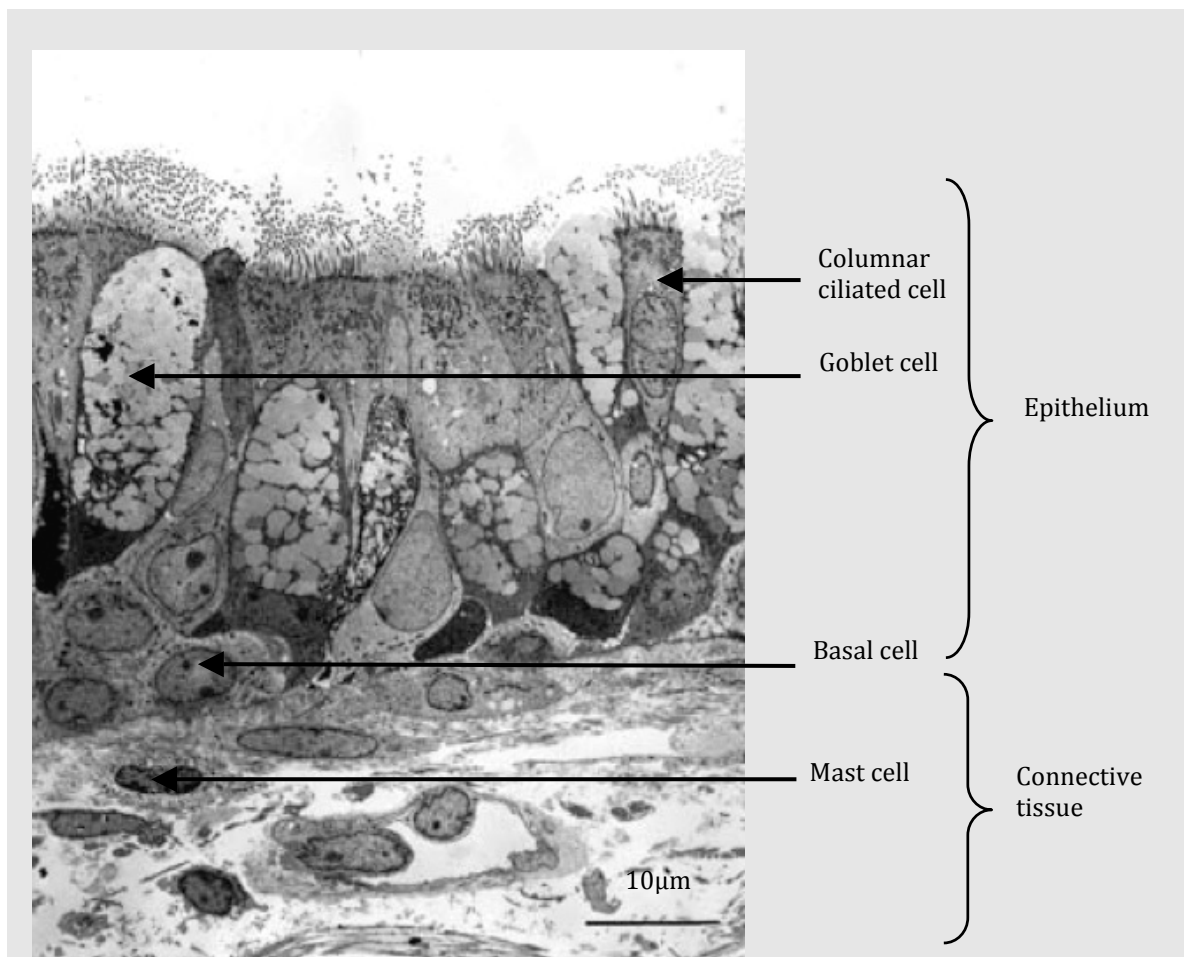 Columnar
ciliated cell
Goblet cell
Epithelium
Basal cell
Mast cell
Connective
tissue
10μm